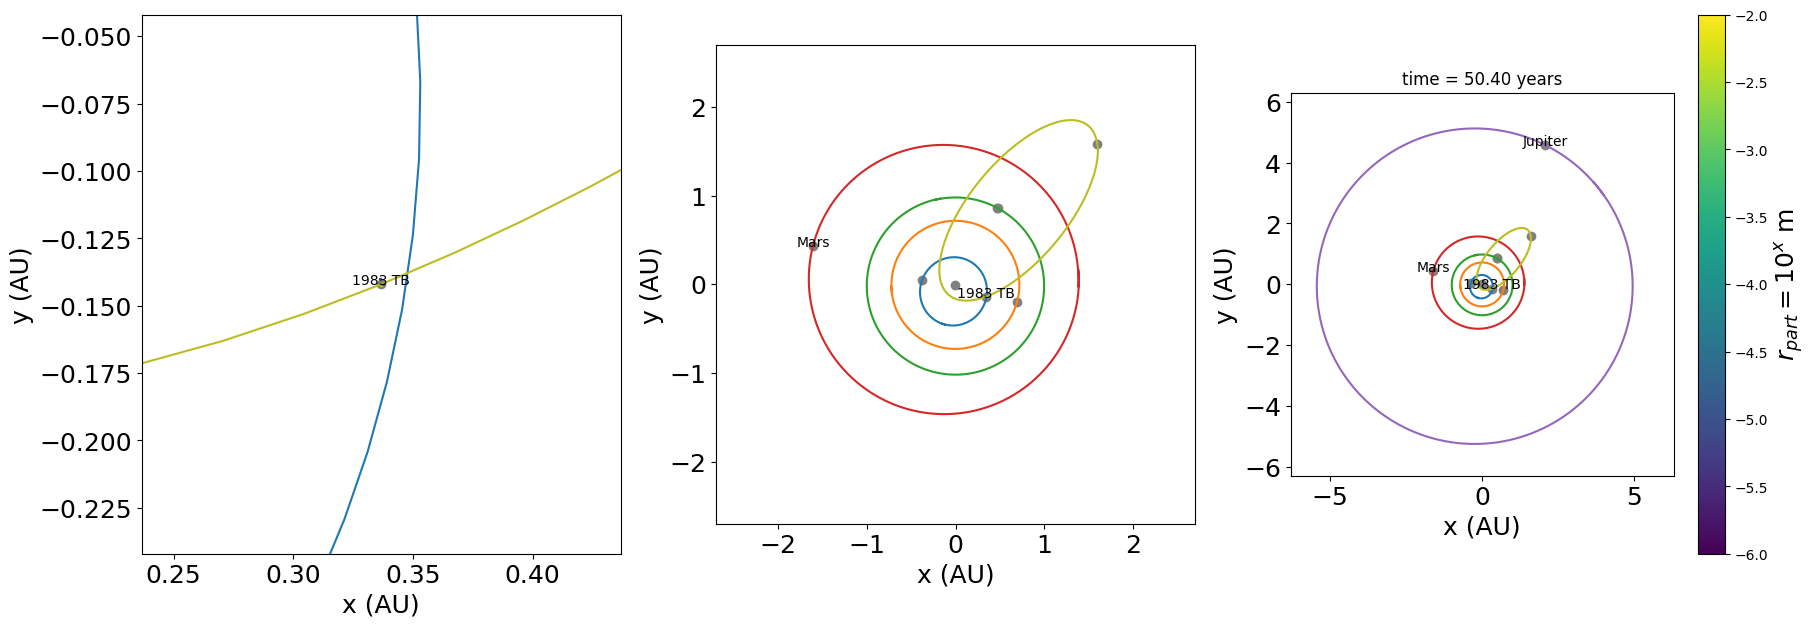 −0.050
−0.075
−0.100
−0.125
−0.150
−0.175
−0.200
−0.225
y (AU)
0.25 0.30 0.35 0.40
x (AU)
1983 TB
2
1
0
−1
−2
y (AU)
−2 −1 0 1 2
x (AU)
Mars
1983 TB
time = 50.40 years
6
4
2
0
−2
−4
−6
y (AU)
−5 0 5
x (AU)
Jupiter
Mars
1983 TB
−2.0
−2.5
−3.0
−3.5
−4.0
−4.5
−5.0
−5.5
−6.0
r_part = 10^x m